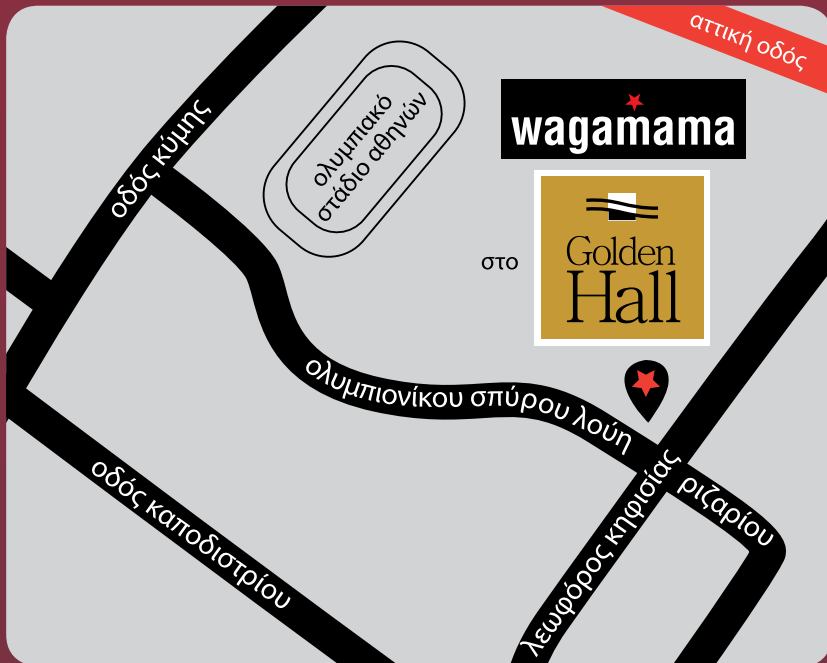 αττική οδός
wagamama
οδός κύμης
ολυμπιακό
στάδιο αθηνών
στο
Golden
Hall
ολυμπιονίκου σπύρου λούη
λεωφόρος κηφισίας
ριζαρίου
οδός καποδιστρίου